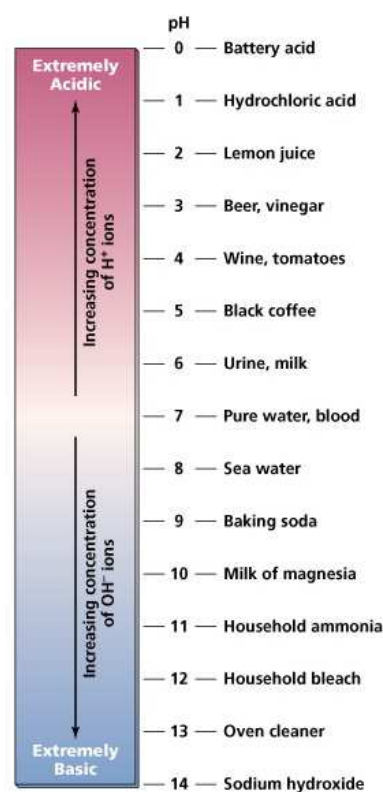 pH
Extremely
Acidic
Increasing concentration
of H⁺ ions
Increasing concentration
of OH⁻ ions
Extremely
Basic
0 — Battery acid
1 — Hydrochloric acid
2 — Lemon juice
3 — Beer, vinegar
4 — Wine, tomatoes
5 — Black coffee
6 — Urine, milk
7 — Pure water, blood
8 — Sea water
9 — Baking soda
10 — Milk of magnesia
11 — Household ammonia
12 — Household bleach
13 — Oven cleaner
14 — Sodium hydroxide